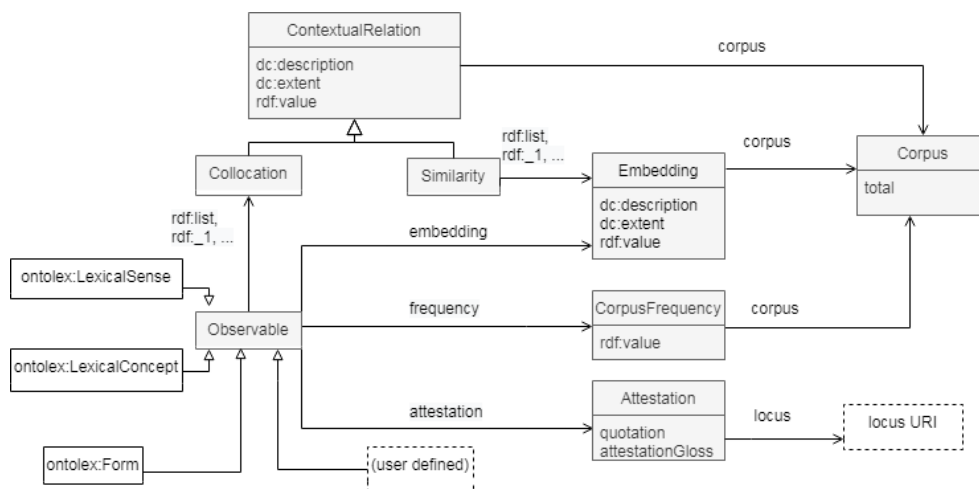 ContextualRelation
dc:description
dc:extent
rdf:value
corpus
rdf:list,
rdf:_1, ...
Collocation
Similarity
Embedding
dc:description
dc:extent
rdf:value
corpus
Corpus
total
rdf:list,
rdf:_1, ...
embedding
ontolex:LexicalSense
Observable
frequency
CorpusFrequency
rdf:value
corpus
ontolex:LexicalConcept
attestation
Attestation
quotation
attestationGloss
locus
locus URI
ontolex:Form
(user defined)